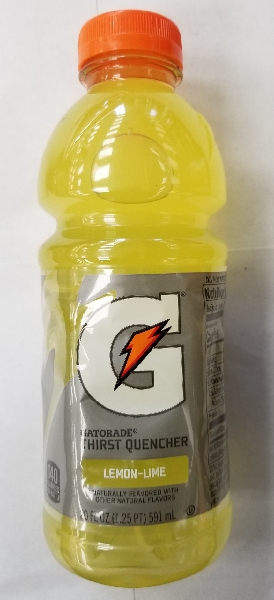 G
GATORADE®
THIRST QUENCHER
LEMON-LIME
NATURALLY FLAVORED WITH
OTHER NATURAL FLAVORS
20 FL OZ (1.25 PT) 591 mL
140